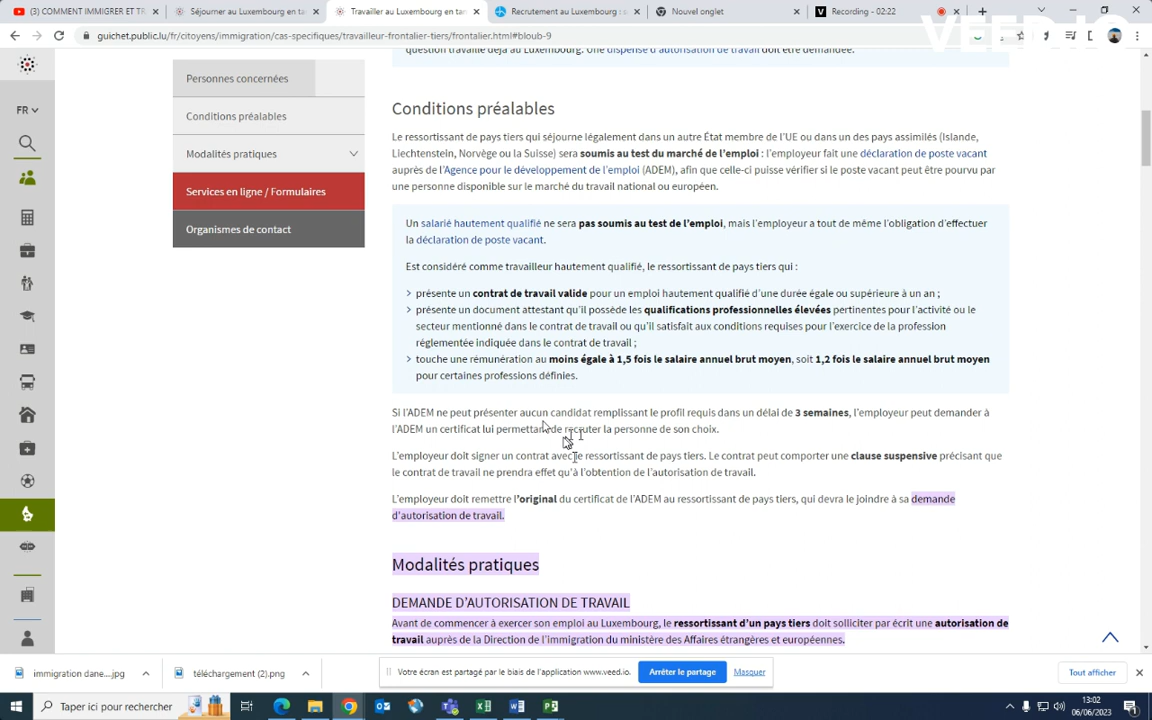 (3) COMMENT IMMIGRER ET TR
Séjourner au Luxembourg en ta
Travailler au Luxembourg en tan
Recrutement au Luxembourg : s
Nouvel onglet
Recording - 02:22
guichet.public.lu/fr/citoyens/immigration/cas-specifiques/travailleur-frontalier-tiers/frontalier.html#bloub-9
VEED.IO
question travaille déjà au Luxembourg. Une dispense d'autorisation de travail doit être demandée.
Personnes concernées
FR
Conditions préalables
Modalités pratiques
Services en ligne / Formulaires
Organismes de contact
Conditions préalables
Le ressortissant de pays tiers qui séjourne légalement dans un autre État membre de l'UE ou dans un des pays assimilés (Islande,
Liechtenstein, Norvège ou la Suisse) sera soumis au test du marché de l'emploi : l'employeur fait une déclaration de poste vacant
auprès de l'Agence pour le développement de l'emploi (ADEM), afin que celle-ci puisse vérifier si le poste vacant peut être pourvu par
une personne disponible sur le marché du travail national ou européen.
Un salarié hautement qualifié ne sera pas soumis au test de l'emploi, mais l'employeur a tout de même l'obligation d'effectuer
la déclaration de poste vacant.
Est considéré comme travailleur hautement qualifié, le ressortissant de pays tiers qui :
> présente un contrat de travail valide pour un emploi hautement qualifié d'une durée égale ou supérieure à un an ;
> présente un document attestant qu'il possède les qualifications professionnelles élevées pertinentes pour l'activité ou le
secteur mentionné dans le contrat de travail ou qu'il satisfait aux conditions requises pour l'exercice de la profession
réglementée indiquée dans le contrat de travail ;
> touche une rémunération au moins égale à 1,5 fois le salaire annuel brut moyen, soit 1,2 fois le salaire annuel brut moyen
pour certaines professions définies.
Si l'ADEM ne peut présenter aucun candidat remplissant le profil requis dans un délai de 3 semaines, l'employeur peut demander à
l'ADEM un certificat lui permettant de recruter la personne de son choix.
L'employeur doit signer un contrat avec le ressortissant de pays tiers. Le contrat peut comporter une clause suspensive précisant que
le contrat de travail ne prendra effet qu'à l'obtention de l'autorisation de travail.
L'employeur doit remettre l'original du certificat de l'ADEM au ressortissant de pays tiers, qui devra le joindre à sa demande
d'autorisation de travail.
Modalités pratiques
DEMANDE D'AUTORISATION DE TRAVAIL
Avant de commencer à exercer son emploi au Luxembourg, le ressortissant d'un pays tiers doit solliciter par écrit une autorisation de
travail auprès de la Direction de l'immigration du ministère des Affaires étrangères et européennes.
immigration dane....jpg
téléchargement (2).png
Votre écran est partagé par le biais de l'application www.veed.io.
Arrêter le partage
Masquer
Tout afficher
Taper ici pour rechercher
13:02
06/06/2023